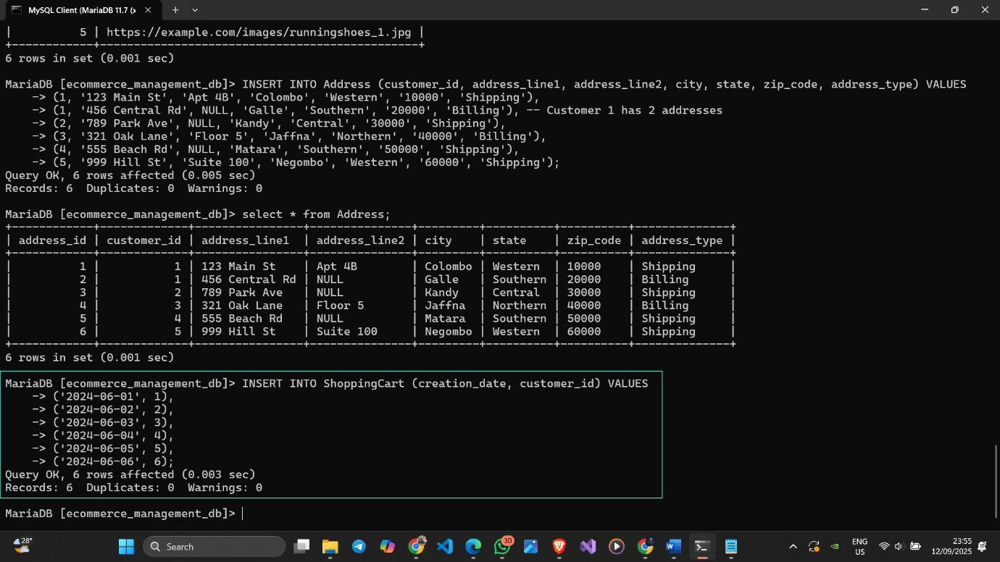 MySQL Client (MariaDB 11.7 (x
|          5 | https://example.com/images/runningshoes_1.jpg |
+------------+-----------------------------------------------+
6 rows in set (0.001 sec)
MariaDB [ecommerce_management_db]> INSERT INTO Address (customer_id, address_line1, address_line2, city, state, zip_code, address_type) VALUES
    -> (1, '123 Main St', 'Apt 4B', 'Colombo', 'Western', '10000', 'Shipping'),
    -> (1, '456 Central Rd', NULL, 'Galle', 'Southern', '20000', 'Billing'), -- Customer 1 has 2 addresses
    -> (2, '789 Park Ave', NULL, 'Kandy', 'Central', '30000', 'Shipping'),
    -> (3, '321 Oak Lane', 'Floor 5', 'Jaffna', 'Northern', '40000', 'Billing'),
    -> (4, '555 Beach Rd', NULL, 'Matara', 'Southern', '50000', 'Shipping'),
    -> (5, '999 Hill St', 'Suite 100', 'Negombo', 'Western', '60000', 'Shipping');
Query OK, 6 rows affected (0.005 sec)
Records: 6  Duplicates: 0  Warnings: 0
MariaDB [ecommerce_management_db]> select * from Address;
+------------+-------------+----------------+---------------+---------+----------+----------+--------------+
| address_id | customer_id | address_line1  | address_line2 | city    | state    | zip_code | address_type |
+------------+-------------+----------------+---------------+---------+----------+----------+--------------+
|          1 |           1 | 123 Main St    | Apt 4B        | Colombo | Western  | 10000    | Shipping     |
|          2 |           1 | 456 Central Rd | NULL          | Galle   | Southern | 20000    | Billing      |
|          3 |           2 | 789 Park Ave   | NULL          | Kandy   | Central  | 30000    | Shipping     |
|          4 |           3 | 321 Oak Lane   | Floor 5       | Jaffna  | Northern | 40000    | Billing      |
|          5 |           4 | 555 Beach Rd   | NULL          | Matara  | Southern | 50000    | Shipping     |
|          6 |           5 | 999 Hill St    | Suite 100     | Negombo | Western  | 60000    | Shipping     |
+------------+-------------+----------------+---------------+---------+----------+----------+--------------+
6 rows in set (0.001 sec)
MariaDB [ecommerce_management_db]> INSERT INTO ShoppingCart (creation_date, customer_id) VALUES
    -> ('2024-06-01', 1),
    -> ('2024-06-02', 2),
    -> ('2024-06-03', 3),
    -> ('2024-06-04', 4),
    -> ('2024-06-05', 5),
    -> ('2024-06-06', 6);
Query OK, 6 rows affected (0.003 sec)
Records: 6  Duplicates: 0  Warnings: 0
MariaDB [ecommerce_management_db]>
28°
Search
30
ENG
US
23:55
12/09/2025